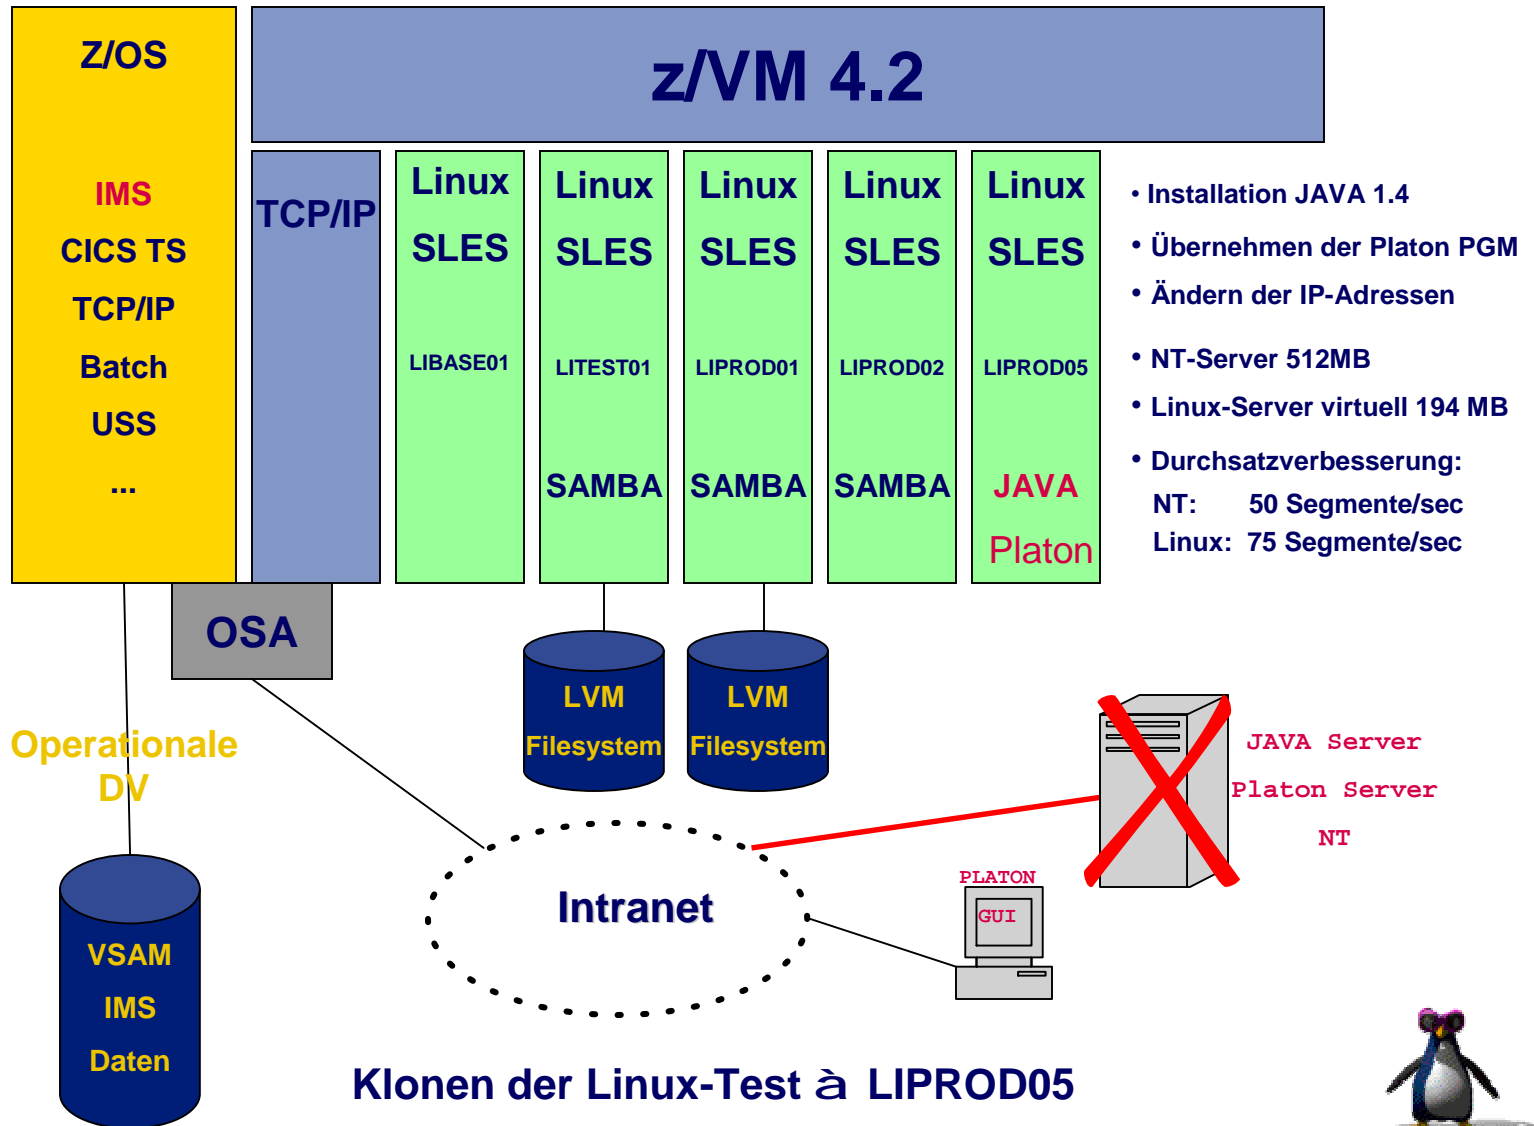 Z/OS
IMS
CICS TS
TCP/IP
Batch
USS
...
z/VM 4.2
TCP/IP
Linux
SLES
LIBASE01
Linux
SLES
LITEST01
SAMBA
Linux
SLES
LIPROD01
SAMBA
Linux
SLES
LIPROD02
SAMBA
Linux
SLES
LIPROD05
JAVA
Platon
• Installation JAVA 1.4
• Übernehmen der Platon PGM
• Ändern der IP-Adressen
• NT-Server 512MB
• Linux-Server virtuell 194 MB
• Durchsatzverbesserung:
NT: 50 Segmente/sec
Linux: 75 Segmente/sec
OSA
LVM
Filesystem
LVM
Filesystem
Operationale
DV
JAVA Server
Platon Server
NT
PLATON
GUI
Intranet
VSAM
IMS
Daten
Klonen der Linux-Test à LIPROD05